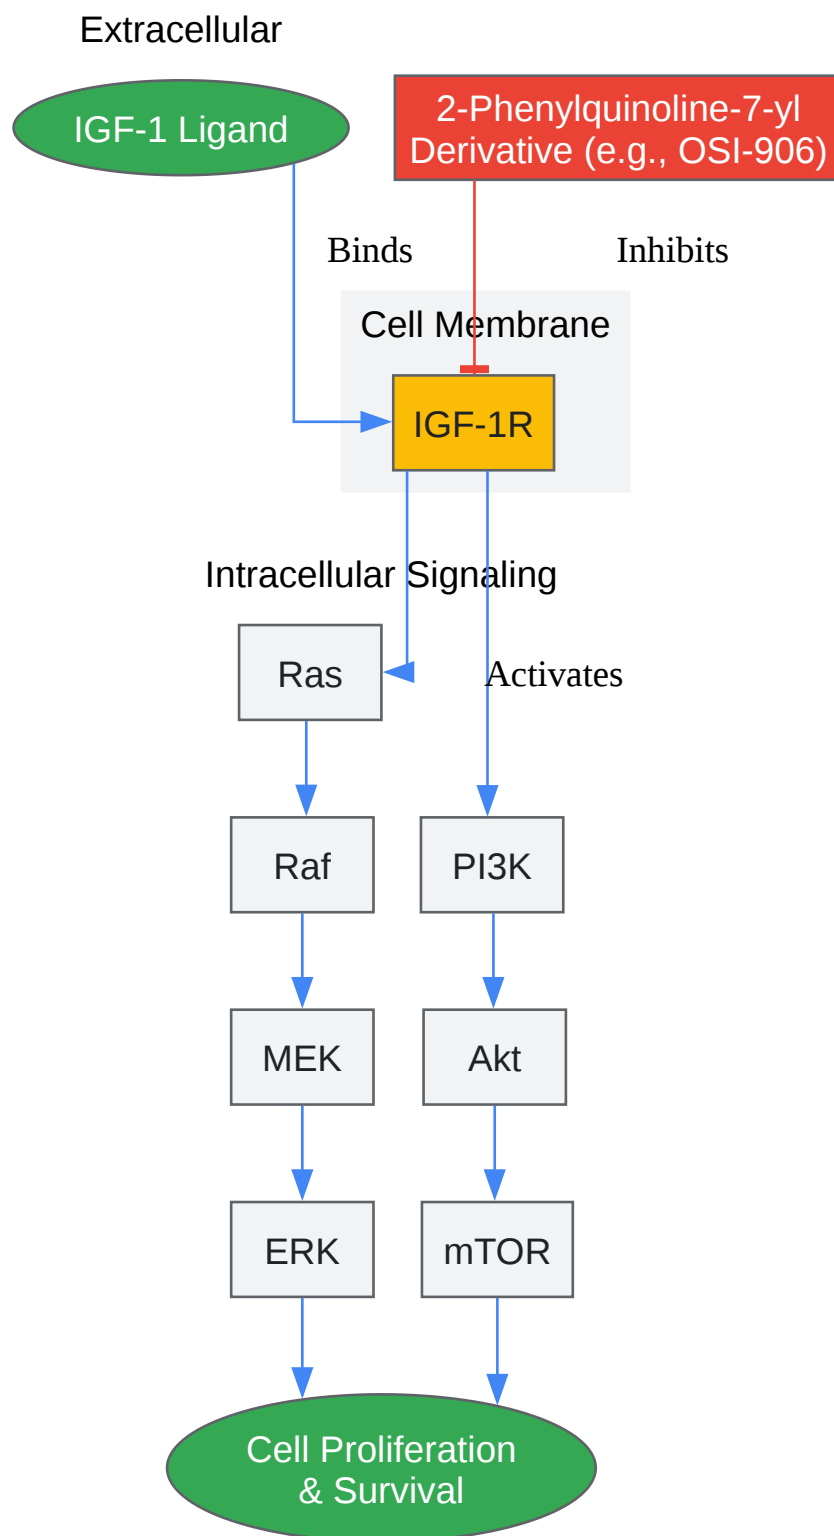 Extracellular
IGF-1 Ligand
2-Phenylquinoline-7-yl
Derivative (e.g., OSI-906)
Binds
Inhibits
Cell Membrane
IGF-1R
Intracellular Signaling
Ras
Activates
Raf
PI3K
MEK
Akt
ERK
mTOR
Cell Proliferation
& Survival